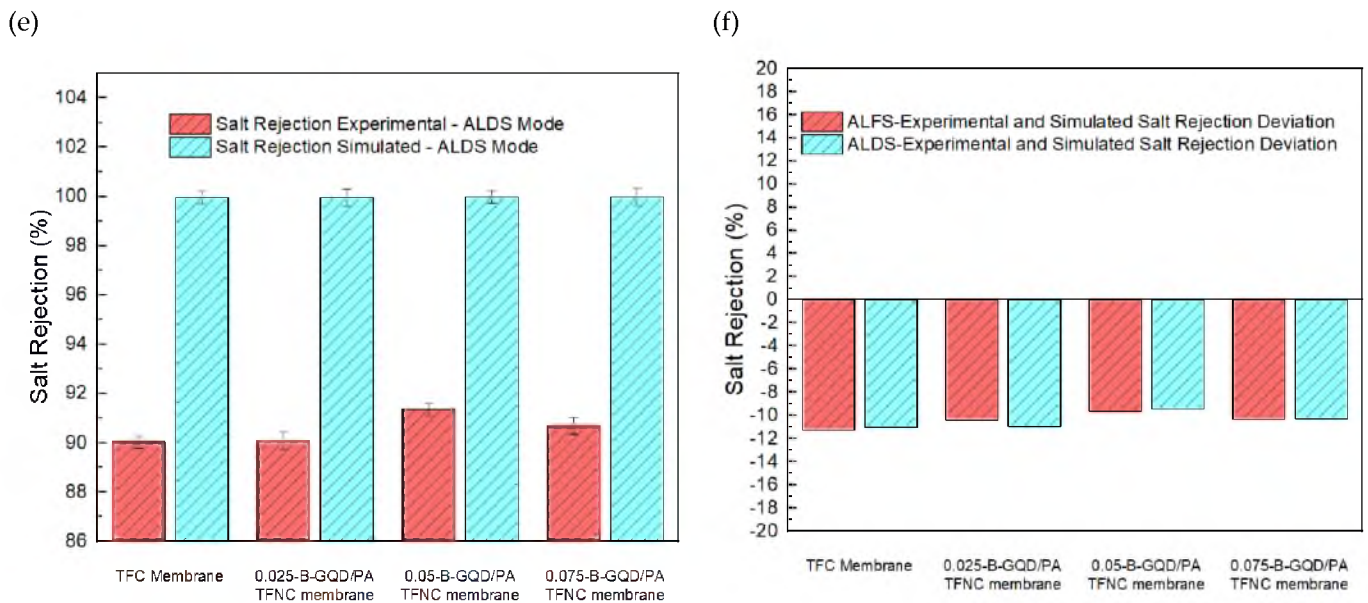 (e)
Salt Rejection (%)
104
102
100
98
96
94
92
90
88
86
Salt Rejection Experimental - ALDS Mode
Salt Rejection Simulated - ALDS Mode
TFC Membrane
0.025-B-GQD/PA
TFNC membrane
0.05-B-GQD/PA
TFNC membrane
0.075-B-GQD/PA
TFNC membrane
(f)
Salt Rejection (%)
20
18
16
14
12
10
8
6
4
2
0
-2
-4
-6
-8
-10
-12
-14
-16
-18
-20
ALFS-Experimental and Simulated Salt Rejection Deviation
ALDS-Experimental and Simulated Salt Rejection Deviation
TFC Membrane
0.025-B-GQD/PA
TFNC membrane
0.05-B-GQD/PA
TFNC membrane
0.075-B-GQD/PA
TFNC membrane